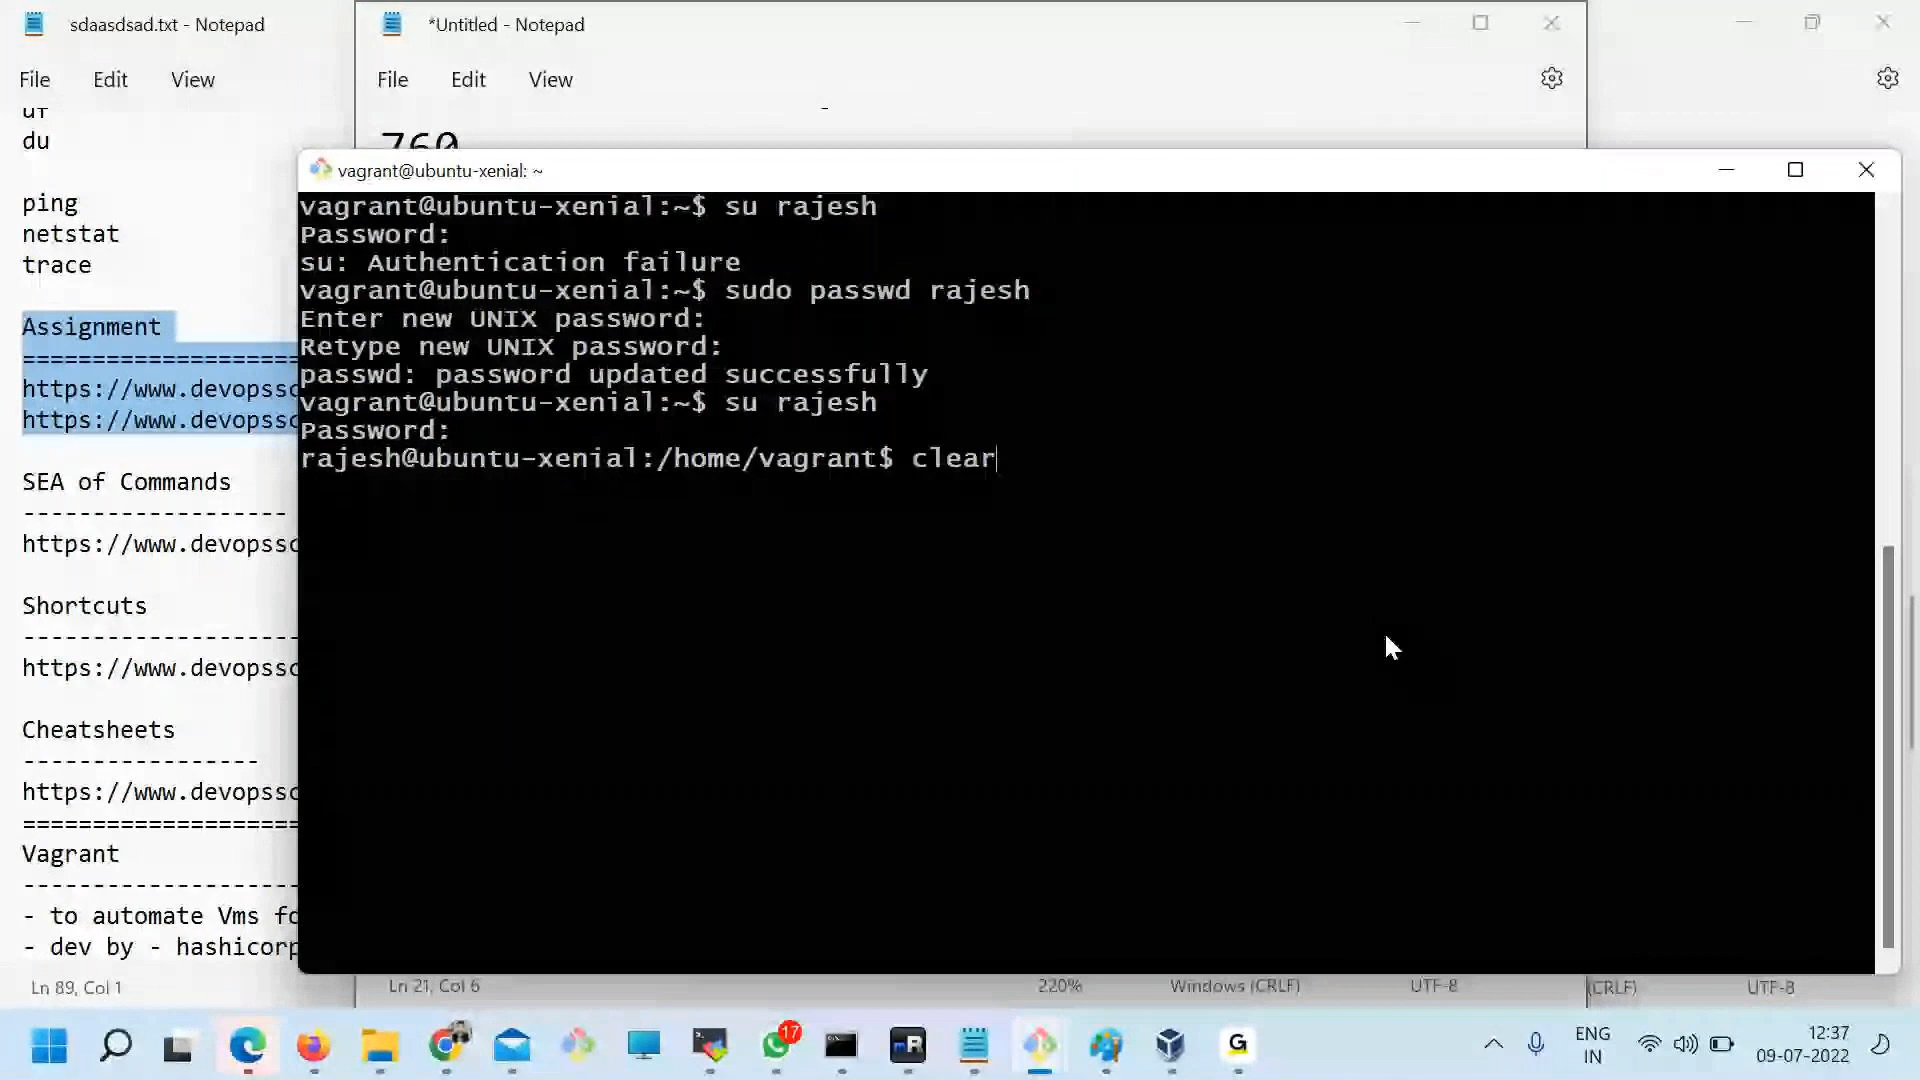 sdaasdsad.txt - Notepad
*Untitled - Notepad
File Edit View
File Edit View
du
760
ping
netstat
trace
Assignment
====================
https://www.devopssc
https://www.devopssc
SEA of Commands
-------------------
https://www.devopssc
Shortcuts
--------------------
https://www.devopssc
Cheatsheets
-----------------
https://www.devopssc
====================
Vagrant
--------------------
- to automate Vms fo
- dev by - hashicorp
Ln 89, Col 1
vagrant@ubuntu-xenial: ~
vagrant@ubuntu-xenial:~$ su rajesh
Password:
su: Authentication failure
vagrant@ubuntu-xenial:~$ sudo passwd rajesh
Enter new UNIX password:
Retype new UNIX password:
passwd: password updated successfully
vagrant@ubuntu-xenial:~$ su rajesh
Password:
rajesh@ubuntu-xenial:/home/vagrant$ clear
Ln 21, Col 6 220% Windows (CRLF) UTF-8
(CRLF) UTF-8
17
mR
G
ENG
IN
12:37
09-07-2022